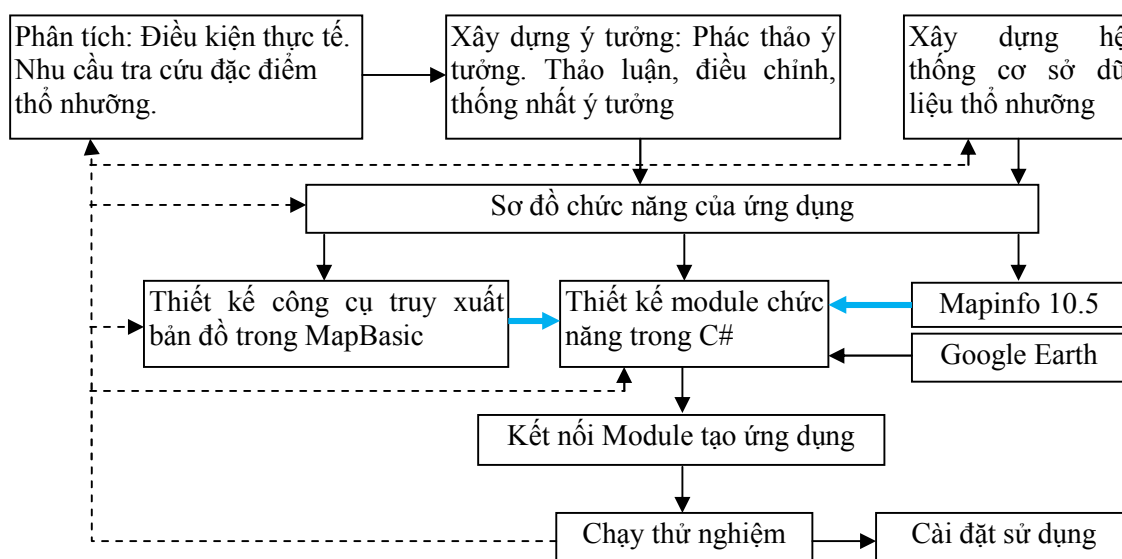 Phân tích: Điều kiện thực tế.
Nhu cầu tra cứu đặc điểm
thổ nhưỡng.
Xây dựng ý tưởng: Phác thảo ý
tưởng. Thảo luận, điều chỉnh,
thống nhất ý tưởng
Xây dựng hệ
thống cơ sở dữ
liệu thổ nhưỡng
Sơ đồ chức năng của ứng dụng
Thiết kế công cụ truy xuất
bản đồ trong MapBasic
Thiết kế module chức
năng trong C#
Mapinfo 10.5
Google Earth
Kết nối Module tạo ứng dụng
Chạy thử nghiệm
Cài đặt sử dụng